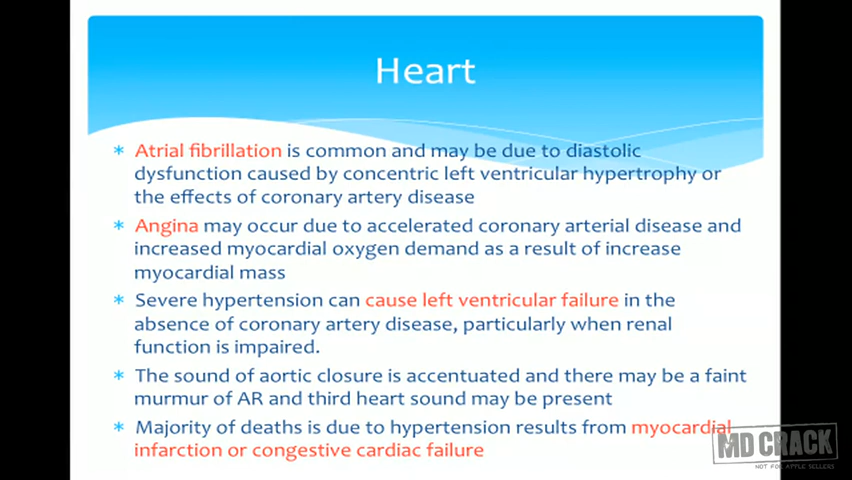 Heart
* Atrial fibrillation is common and may be due to diastolic
dysfunction caused by concentric left ventricular hypertrophy or
the effects of coronary artery disease
* Angina may occur due to accelerated coronary arterial disease and
increased myocardial oxygen demand as a result of increase
myocardial mass
* Severe hypertension can cause left ventricular failure in the
absence of coronary artery disease, particularly when renal
function is impaired.
* The sound of aortic closure is accentuated and there may be a faint
murmur of AR and third heart sound may be present
* Majority of deaths is due to hypertension results from myocardial
infarction or congestive cardiac failure
MD CRACK
NOT FOR APPLE SELLERS